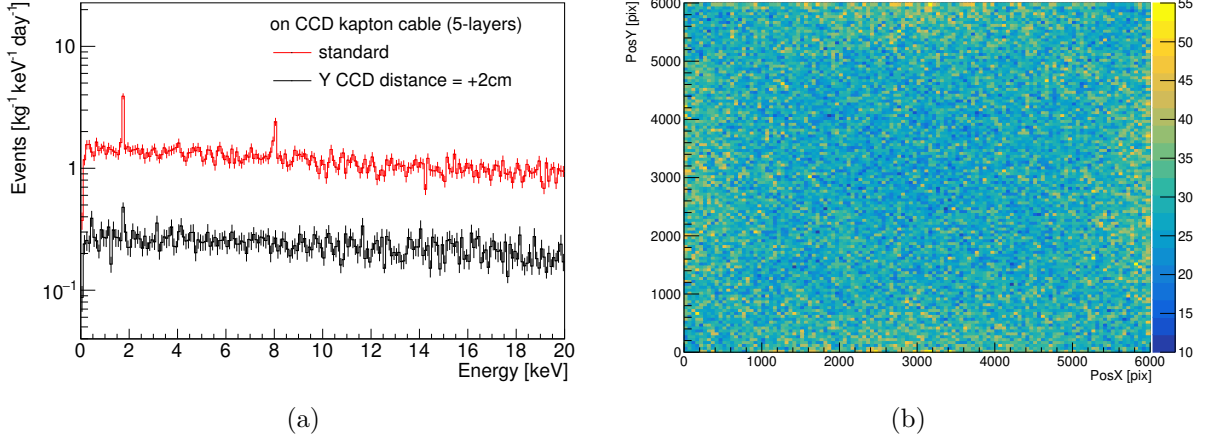 on CCD kapton cable (5-layers)
standard
Y CCD distance = +2cm
Events [kg⁻¹ keV⁻¹ day⁻¹]
10
1
10⁻¹
0 2 4 6 8 10 12 14 16 18 20
Energy [keV]
(a)
PosY [pix]
6000
5000
4000
3000
2000
1000
0
0 1000 2000 3000 4000 5000 6000
PosX [pix]
55
50
45
40
35
30
25
20
15
10
(b)